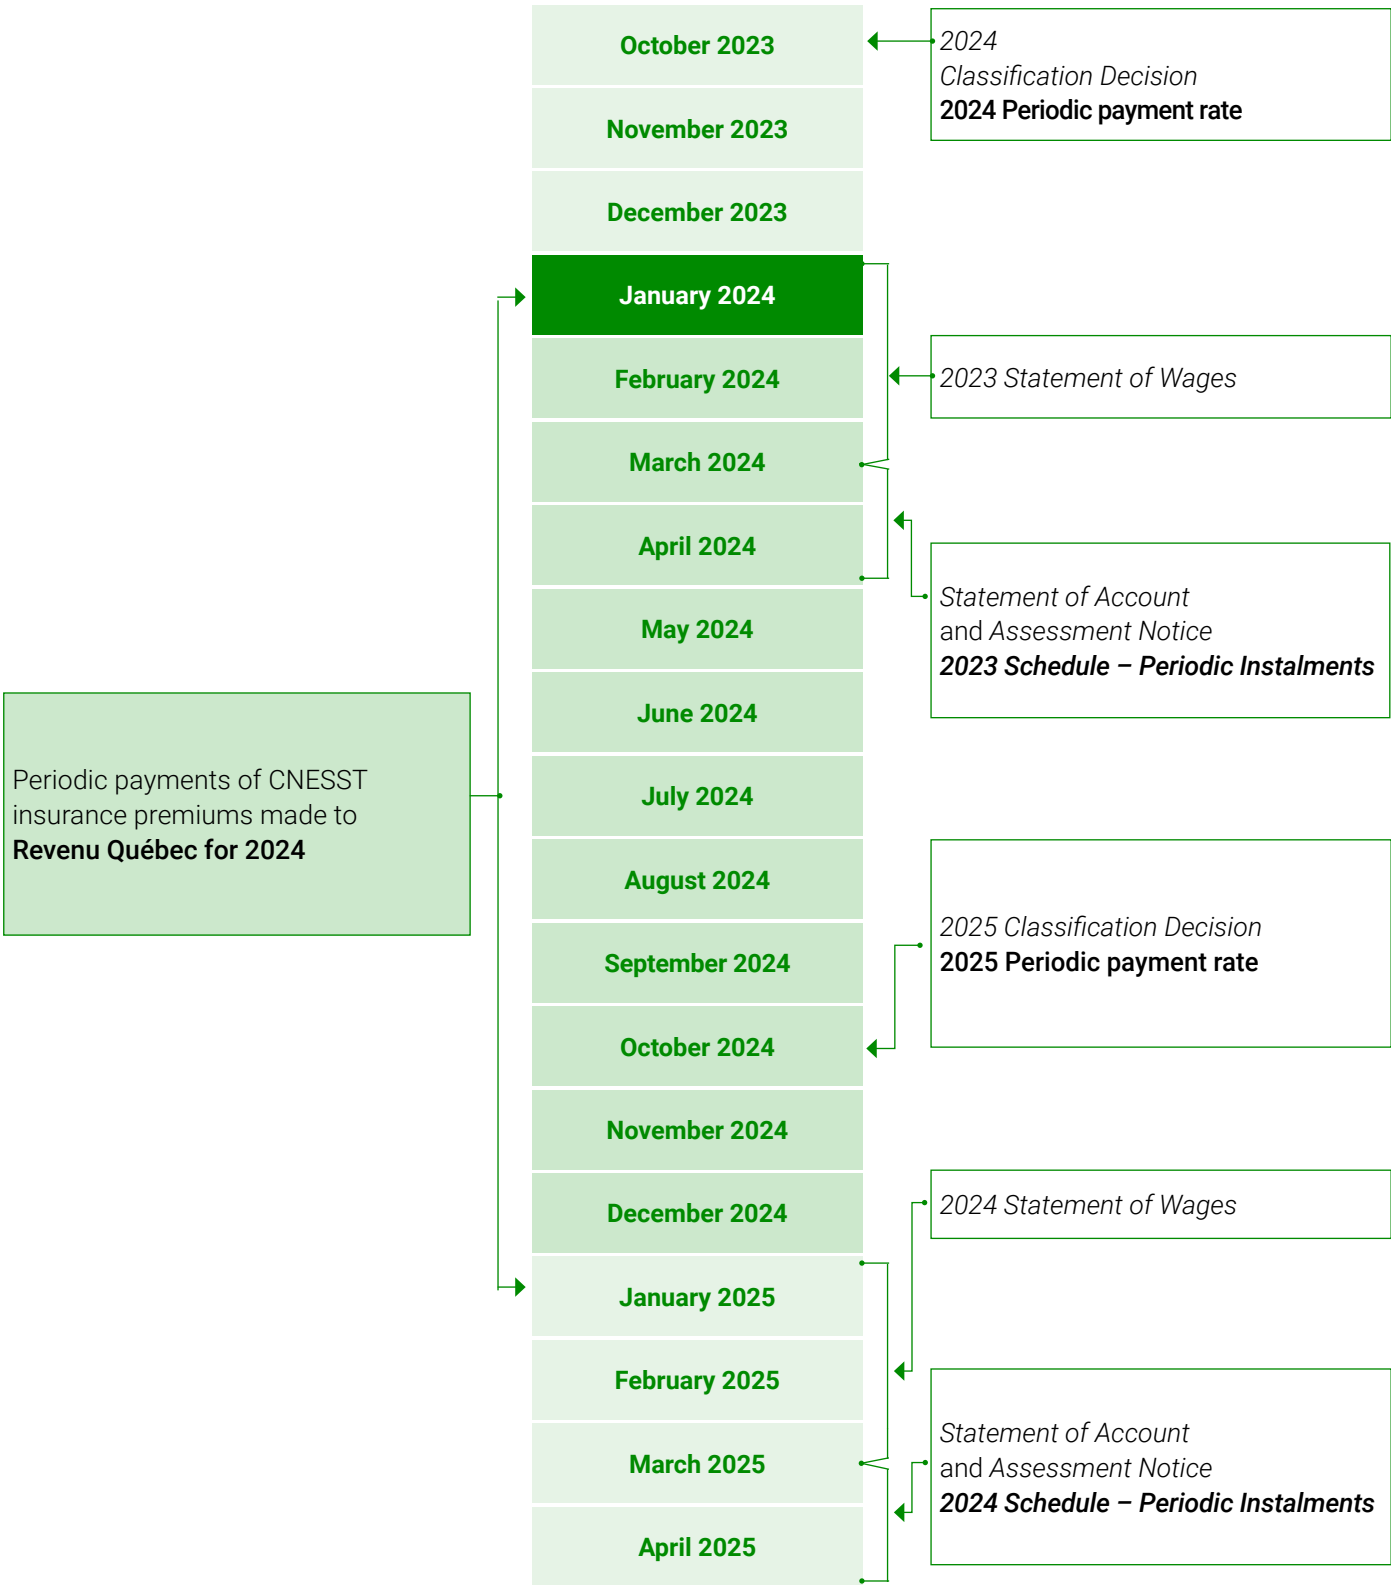 October 2023
November 2023
December 2023
January 2024
February 2024
March 2024
April 2024
May 2024
June 2024
July 2024
August 2024
September 2024
October 2024
November 2024
December 2024
January 2025
February 2025
March 2025
April 2025
Periodic payments of CNESST
insurance premiums made to
Revenu Québec for 2024
2024
Classification Decision
2024 Periodic payment rate
2023 Statement of Wages
Statement of Account
and Assessment Notice
2023 Schedule – Periodic Instalments
2025 Classification Decision
2025 Periodic payment rate
2024 Statement of Wages
Statement of Account
and Assessment Notice
2024 Schedule – Periodic Instalments